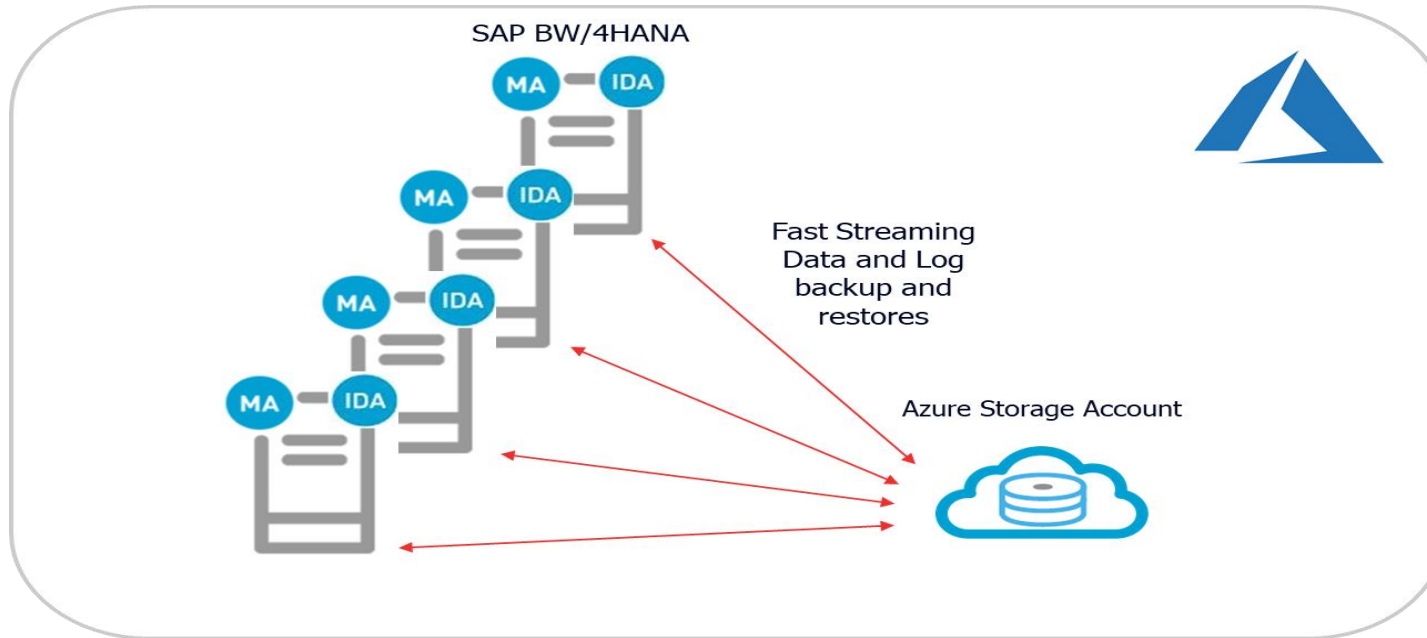 SAP BW/4HANA
MA IDA
MA IDA
Fast Streaming
Data and Log
backup and
restores
MA IDA
MA IDA
Azure Storage Account